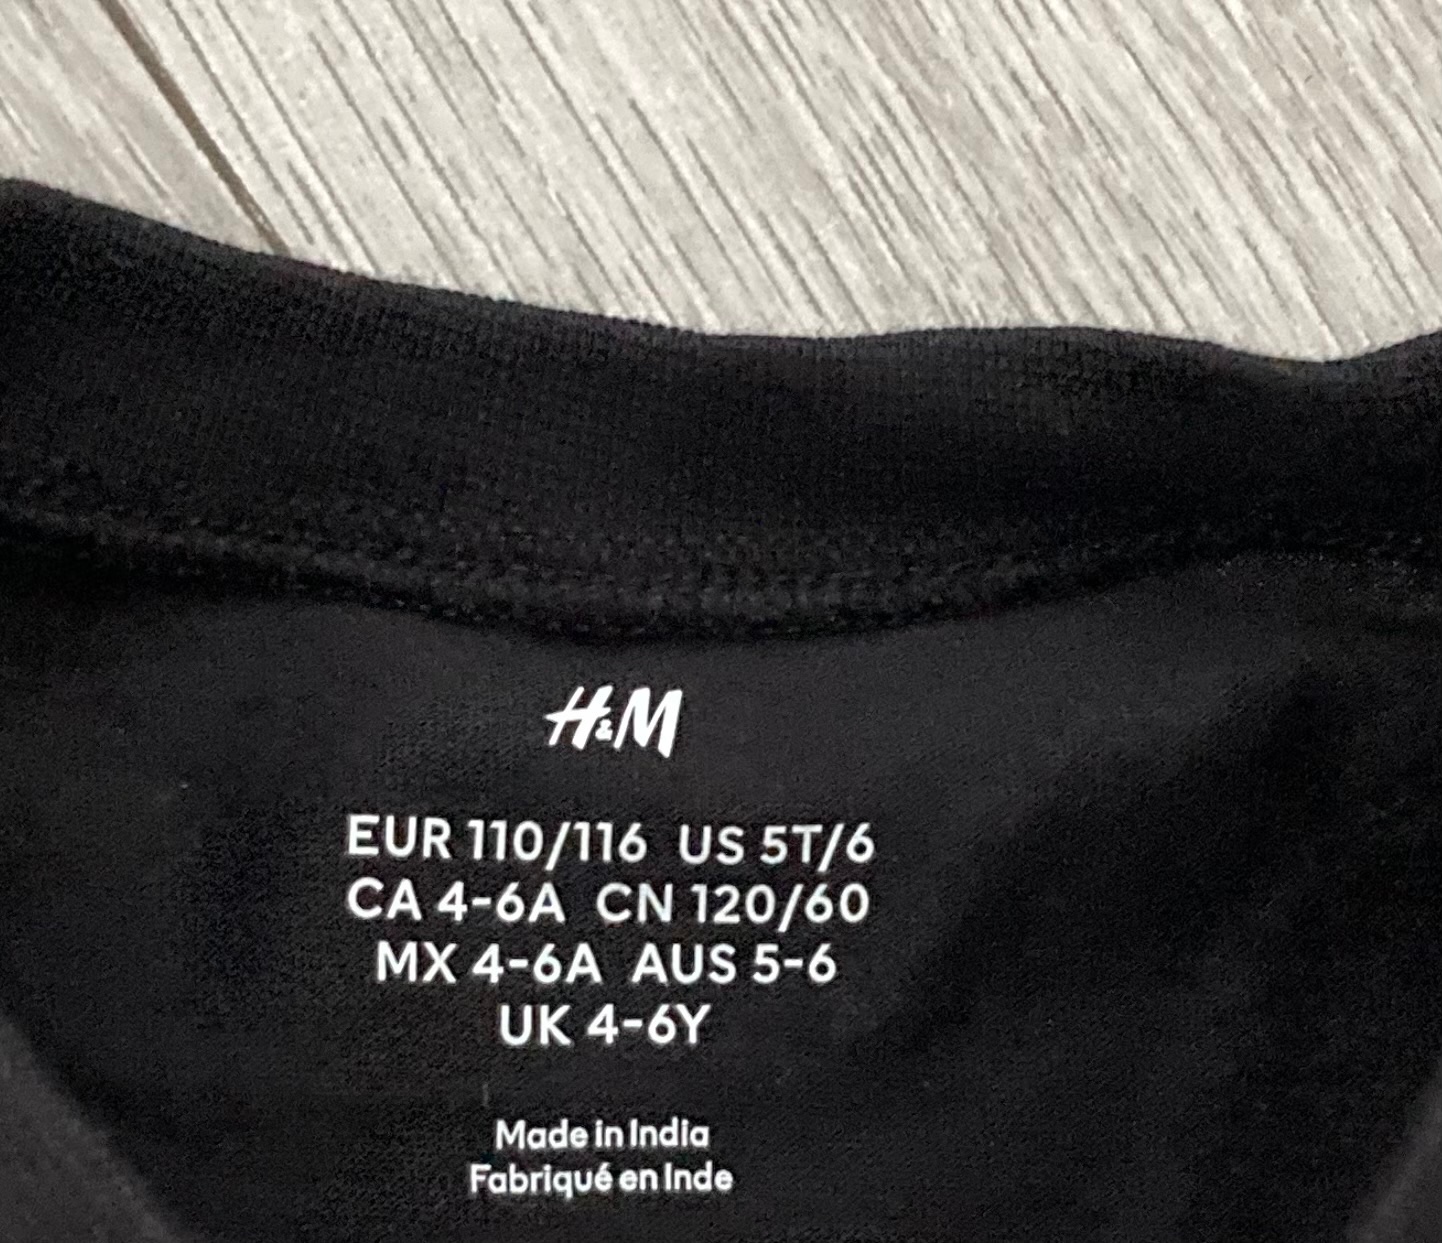 H&M
EUR 110/116 US 5T/6
CA 4-6A CN 120/60
MX 4-6A AUS 5-6
UK 4-6Y
Made in India
Fabriqué en Inde